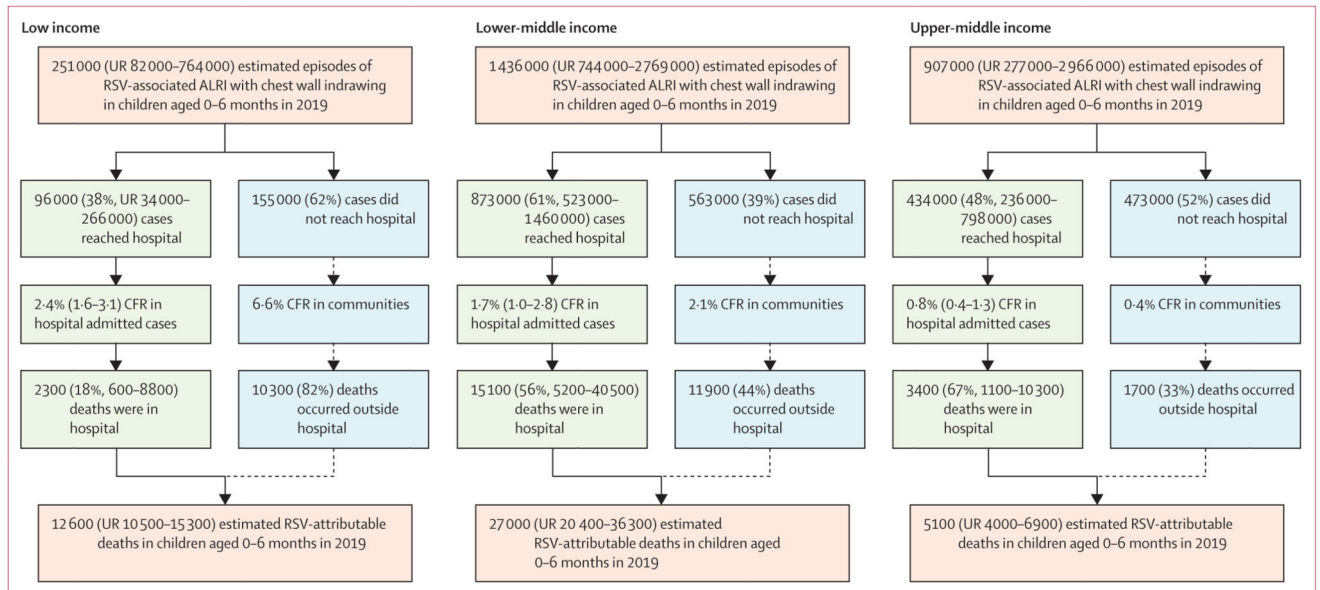 Low income
251 000 (UR 82 000–764 000) estimated episodes of
RSV-associated ALRI with chest wall indrawing
in children aged 0–6 months in 2019
96 000 (38%, UR 34 000–
266 000) cases
reached hospital
155 000 (62%) cases did
not reach hospital
2·4% (1·6–3·1) CFR in
hospital admitted cases
6·6% CFR in communities
2300 (18%, 600–8800)
deaths were in
hospital
10 300 (82%) deaths
occurred outside
hospital
12 600 (UR 10 500–15 300) estimated RSV-attributable
deaths in children aged 0–6 months in 2019
Lower-middle income
1 436 000 (UR 744 000–2 769 000) estimated episodes of
RSV-associated ALRI with chest wall indrawing
in children aged 0–6 months in 2019
873 000 (61%, 523 000–
1 460 000) cases
reached hospital
563 000 (39%) cases did
not reach hospital
1·7% (1·0–2·8) CFR in
hospital admitted cases
2·1% CFR in communities
15 100 (56%, 5200–40 500)
deaths were in
hospital
11 900 (44%) deaths
occurred outside
hospital
27 000 (UR 20 400–36 300) estimated
RSV-attributable deaths in children aged
0–6 months in 2019
Upper-middle income
907 000 (UR 277 000–2 966 000) estimated episodes of
RSV-associated ALRI with chest wall indrawing
in children aged 0–6 months in 2019
434 000 (48%, 236 000–
798 000) cases
reached hospital
473 000 (52%) cases did
not reach hospital
0·8% (0·4–1·3) CFR in
hospital admitted cases
0·4% CFR in communities
3400 (67%, 1100–10 300)
deaths were in
hospital
1700 (33%) deaths occurred
outside hospital
5100 (UR 4000–6900) estimated RSV-attributable
deaths in children aged 0–6 months in 2019